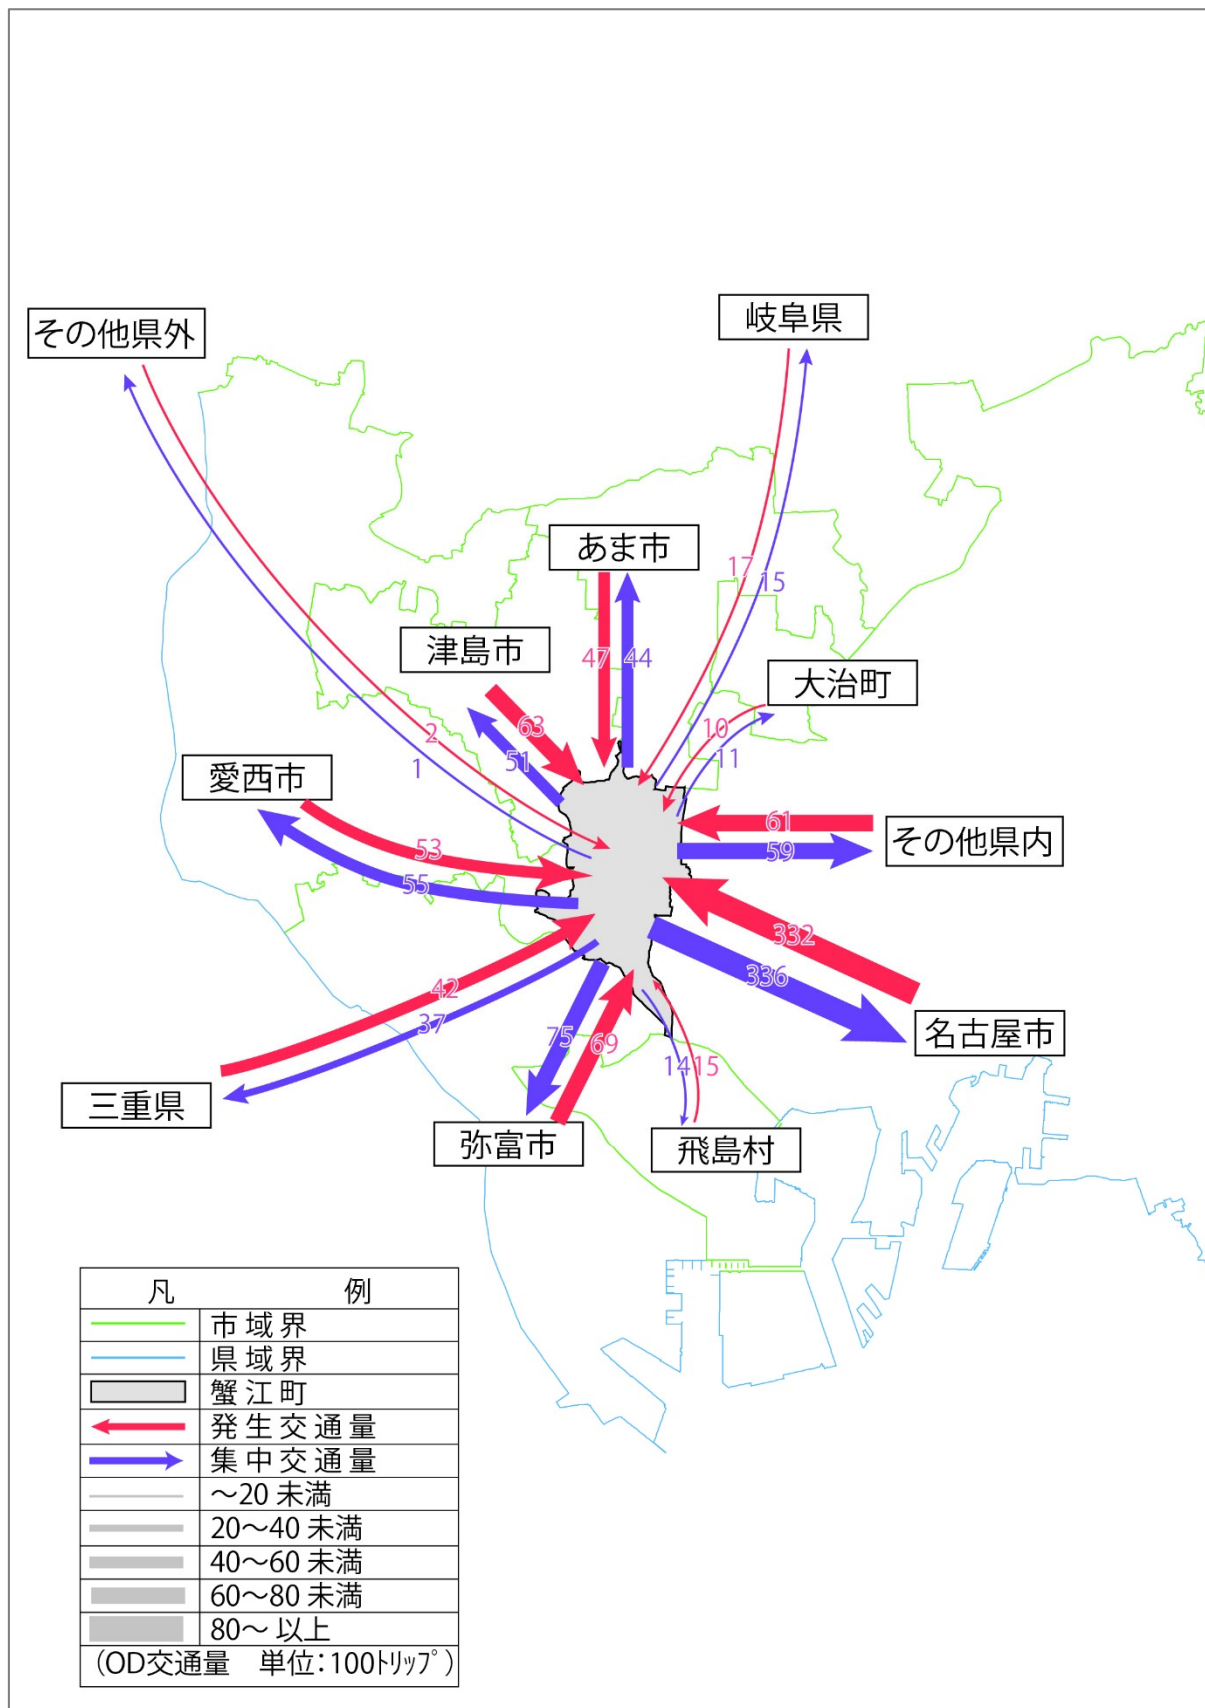 その他県外
岐阜県
あま市
17
15
津島市
47
44
大治町
63
2
10
51
1
11
愛西市
61
その他県内
53
59
55
332
42
336
37
名古屋市
75
69
14
15
三重県
弥富市
飛島村
凡 例
市域界
県域界
蟹江町
発生交通量
集中交通量
～20 未満
20～40 未満
40～60 未満
60～80 未満
80～ 以上
（OD交通量 単位：100ﾄﾘｯﾌﾟ）